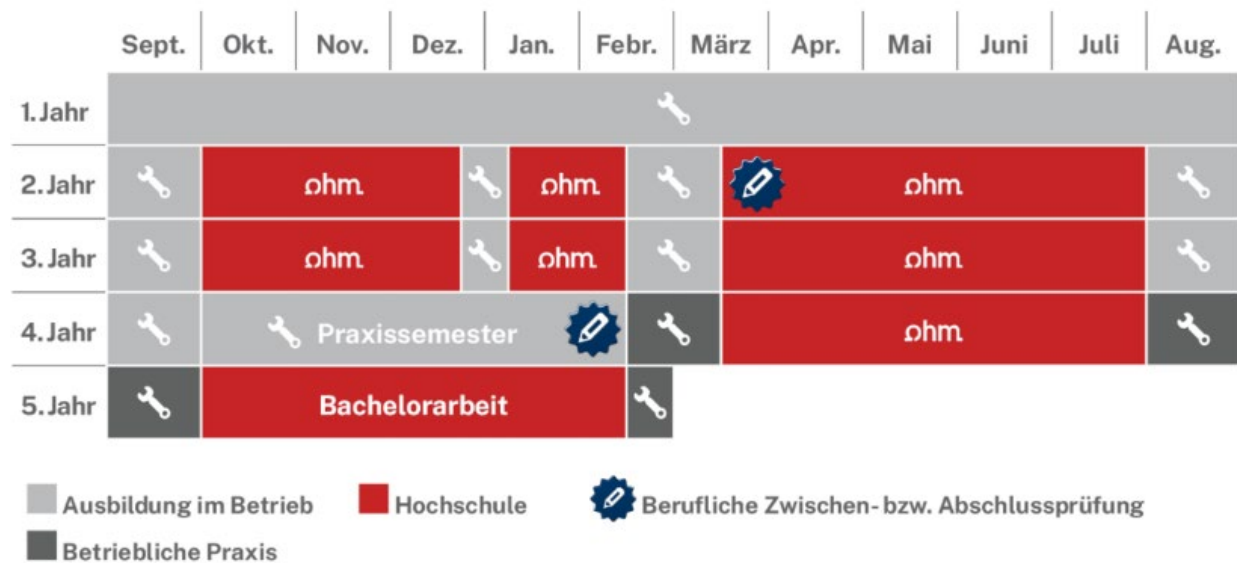 Sept. Okt. Nov. Dez. Jan. Febr. März Apr. Mai Juni Juli Aug.
1. Jahr
2. Jahr ohm ohm ohm
3. Jahr ohm ohm ohm
4. Jahr Praxissemester ohm
5. Jahr Bachelorarbeit
Ausbildung im Betrieb Hochschule Berufliche Zwischen- bzw. Abschlussprüfung
Betriebliche Praxis